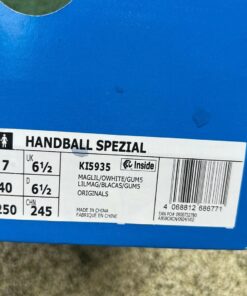 HANDBALL SPEZIAL
7 UK 6½ KI5935 Inside
MAGLIL/OWHITE/GUM5
40 D 6½ LILMAG/BLACAS/GUM5
ORIGINALS
250 CHN 245 MADE IN CHINA
FABRIQUÉ EN CHINE
4 068812 686771